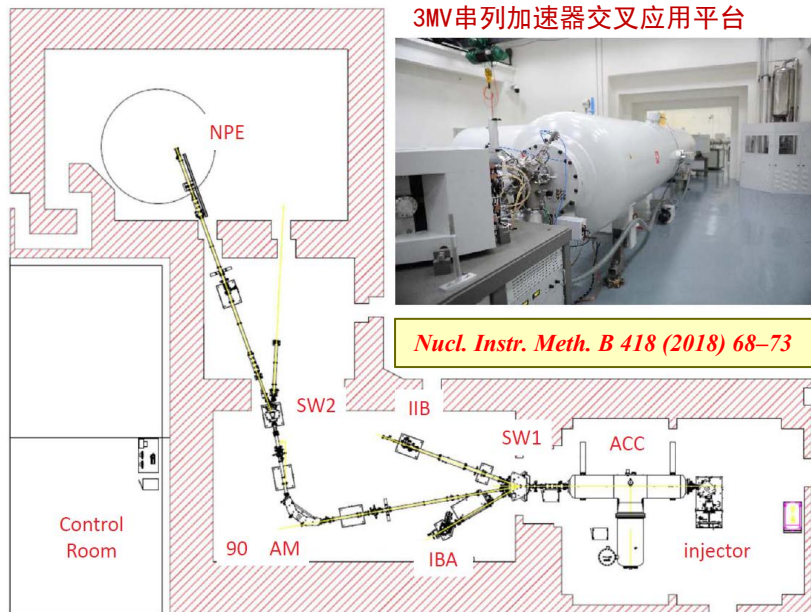 3MV串列加速器交叉应用平台
NPE
Nucl. Instr. Meth. B 418 (2018) 68–73
SW2
IIB
SW1
ACC
Control
Room
90 AM
IBA
injector